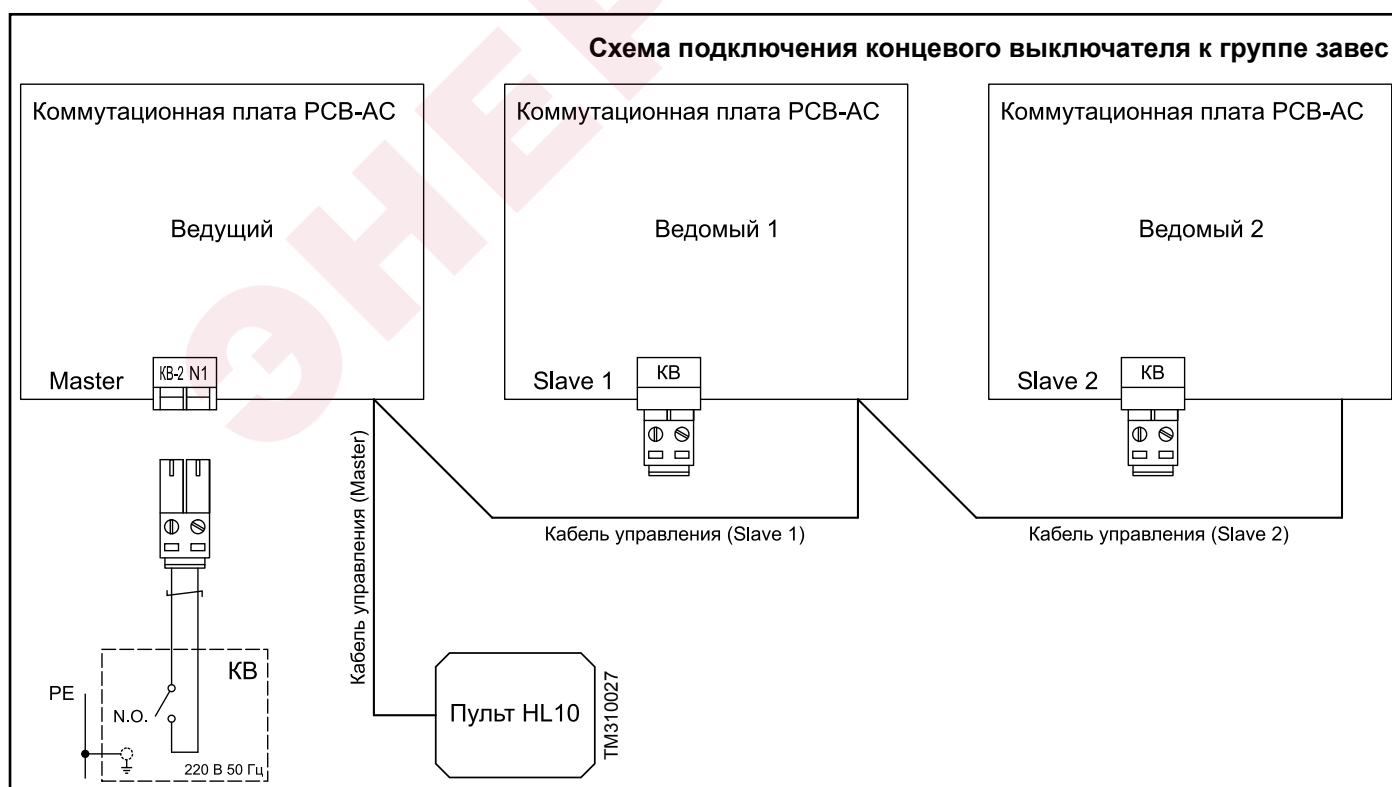 Схема подключения концевого выключателя к группе завес
Коммутационная плата PCB-AC
Ведущий
Master
КВ-2 N1
Коммутационная плата PCB-AC
Ведомый 1
Slave 1
КВ
Коммутационная плата PCB-AC
Ведомый 2
Slave 2
КВ
Кабель управления (Master)
Кабель управления (Slave 1)
Кабель управления (Slave 2)
КВ
PE
N.O.
220 В 50 Гц
Пульт HL10
TM310027
ЭНЕР